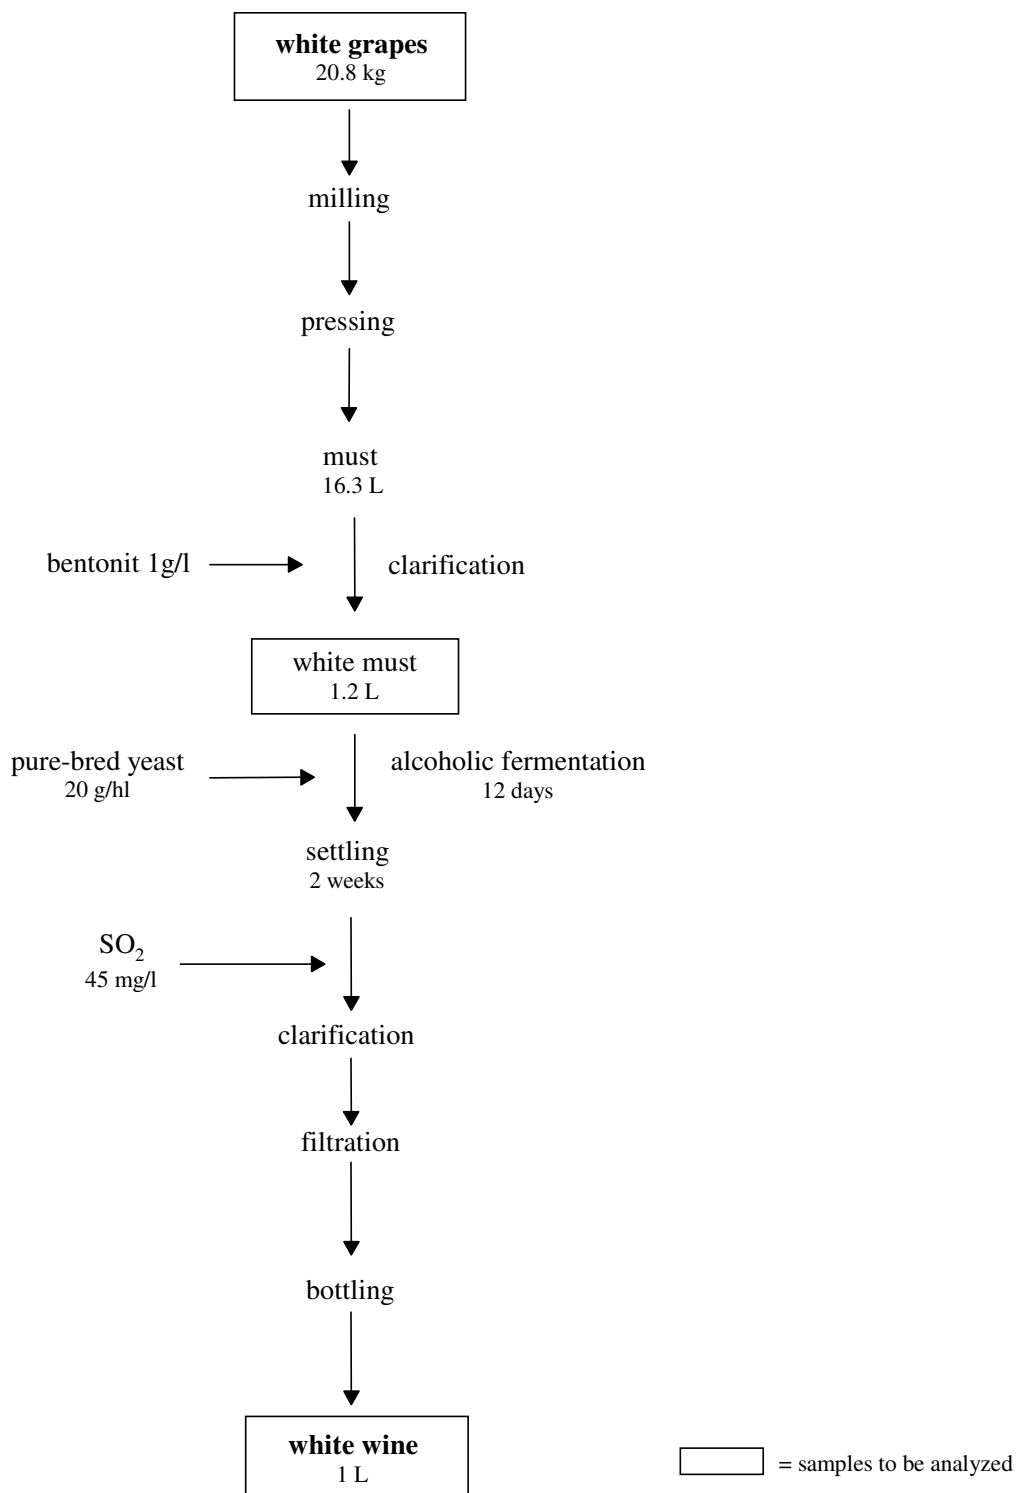 white grapes
20.8 kg
milling
pressing
must
16.3 L
bentonit 1g/l
clarification
white must
1.2 L
pure-bred yeast
20 g/hl
alcoholic fermentation
12 days
settling
2 weeks
SO2
45 mg/l
clarification
filtration
bottling
white wine
1 L
= samples to be analyzed